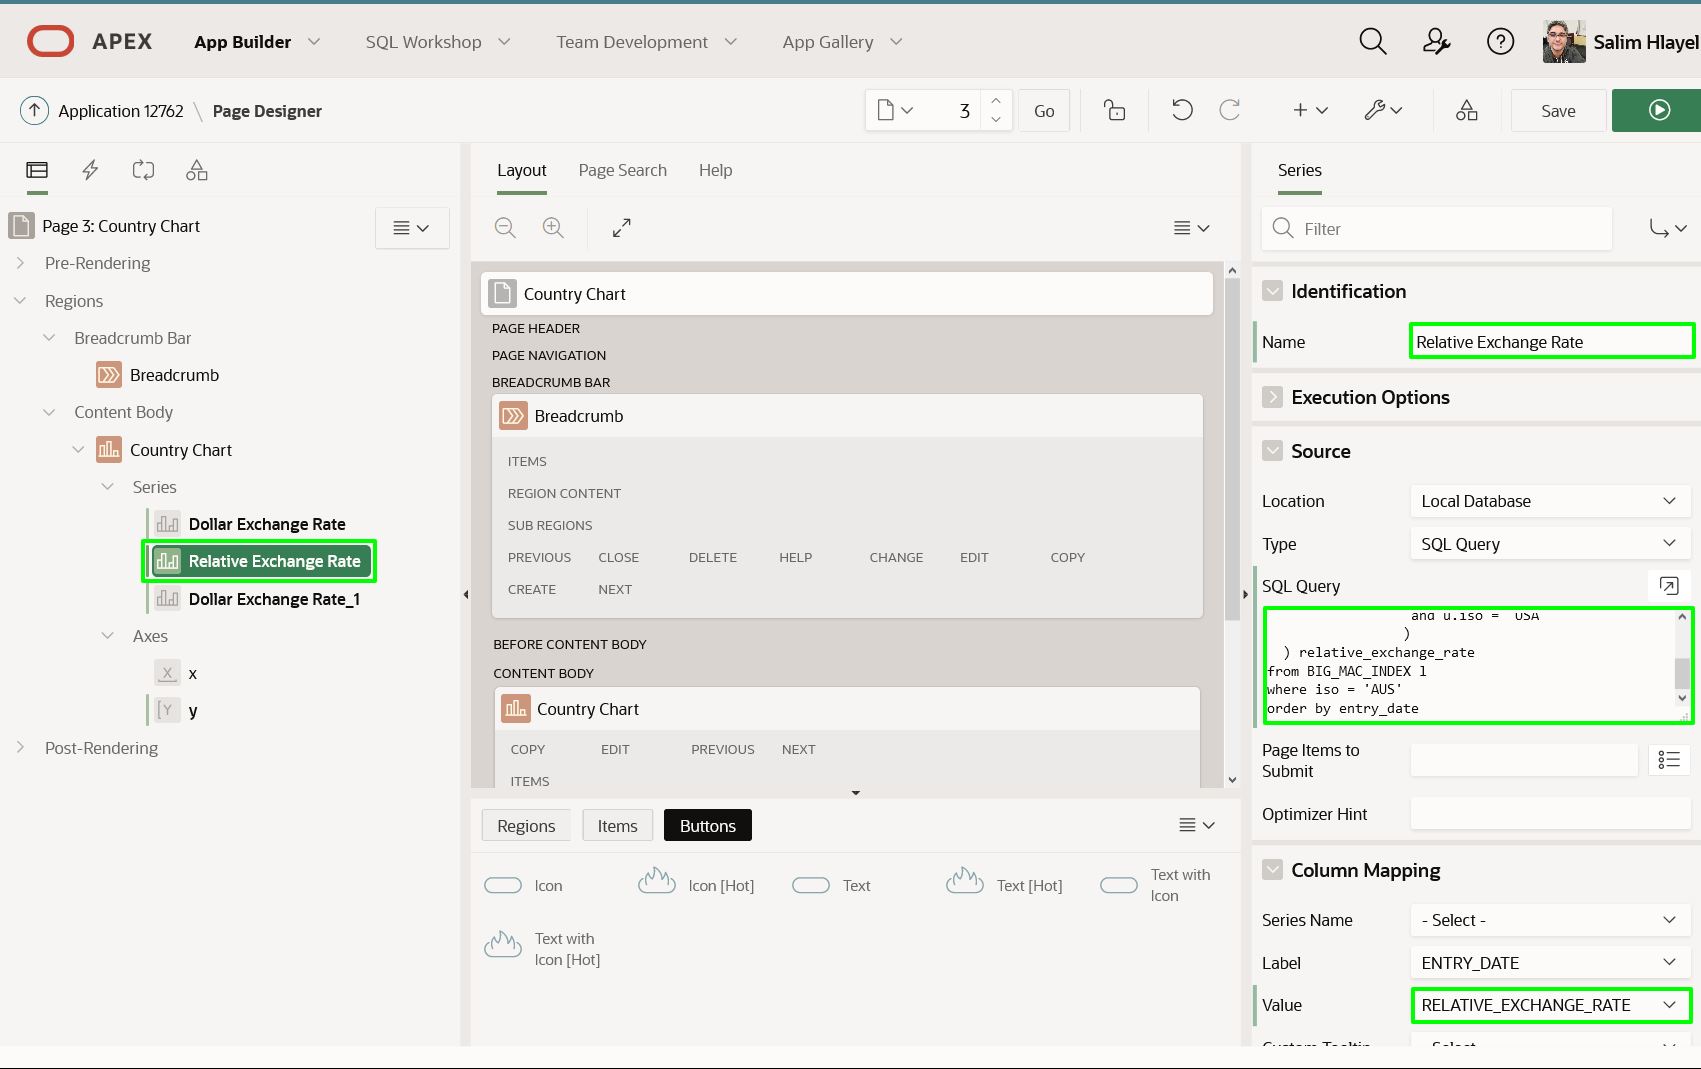 APEX App Builder SQL Workshop Team Development App Gallery Salim Hlayel
Application 12762 \ Page Designer 3 Go Save
Page 3: Country Chart
Pre-Rendering
Regions
Breadcrumb Bar
Breadcrumb
Content Body
Country Chart
Series
Dollar Exchange Rate
Relative Exchange Rate
Dollar Exchange Rate_1
Axes
X x
Y y
Post-Rendering
Layout Page Search Help
Country Chart
PAGE HEADER
PAGE NAVIGATION
BREADCRUMB BAR
Breadcrumb
ITEMS
REGION CONTENT
SUB REGIONS
PREVIOUS CLOSE DELETE HELP CHANGE EDIT COPY
CREATE NEXT
BEFORE CONTENT BODY
CONTENT BODY
Country Chart
COPY EDIT PREVIOUS NEXT
ITEMS
Regions Items Buttons
Icon Icon [Hot] Text Text [Hot] Text with
Icon
Text with
Icon [Hot]
Series
Filter
Identification
Name Relative Exchange Rate
Execution Options
Source
Location Local Database
Type SQL Query
SQL Query
and u.iso = 'USA'
)
) relative_exchange_rate
from BIG_MAC_INDEX l
where iso = 'AUS'
order by entry_date
Page Items to
Submit
Optimizer Hint
Column Mapping
Series Name - Select -
Label ENTRY_DATE
Value RELATIVE_EXCHANGE_RATE